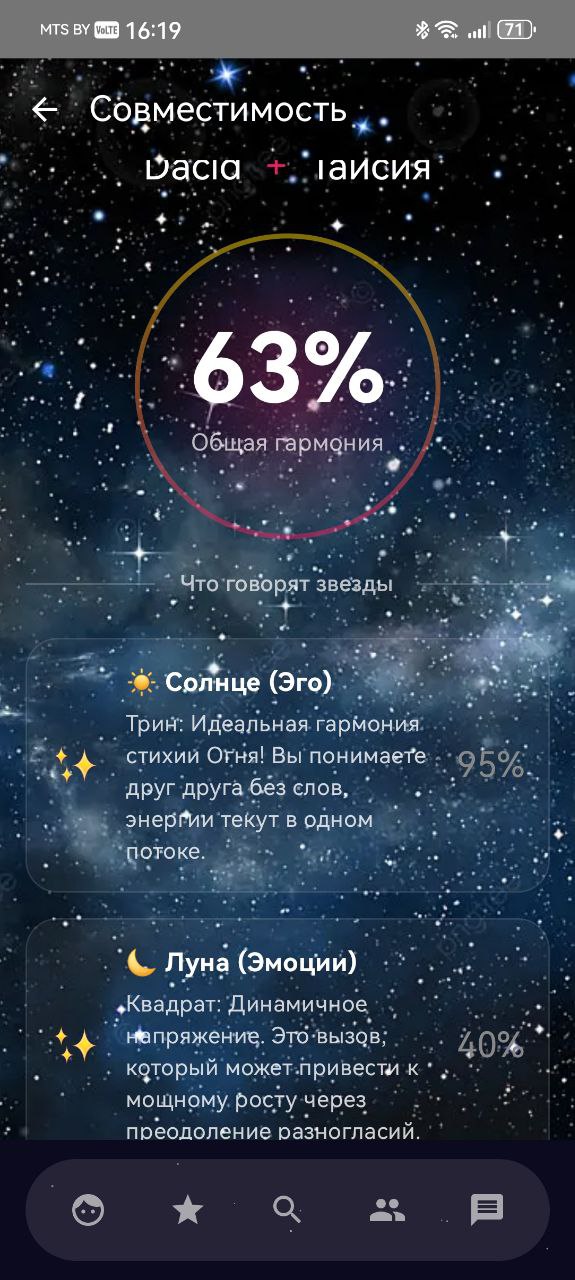 MTS BY VoLTE 16:19 71
Совместимость
+ Таисия
63%
Общая гармония
Что говорят звезды
☀️ Солнце (Эго)
Трин: Идеальная гармония
стихии Огня! Вы понимаете
друг друга без слов,
энергии текут в одном
потоке.
95%
🌙 Луна (Эмоции)
Квадрат: Динамичное
напряжение. Это вызов,
который может привести к
мощному росту через
преодоление разногласий.
40%